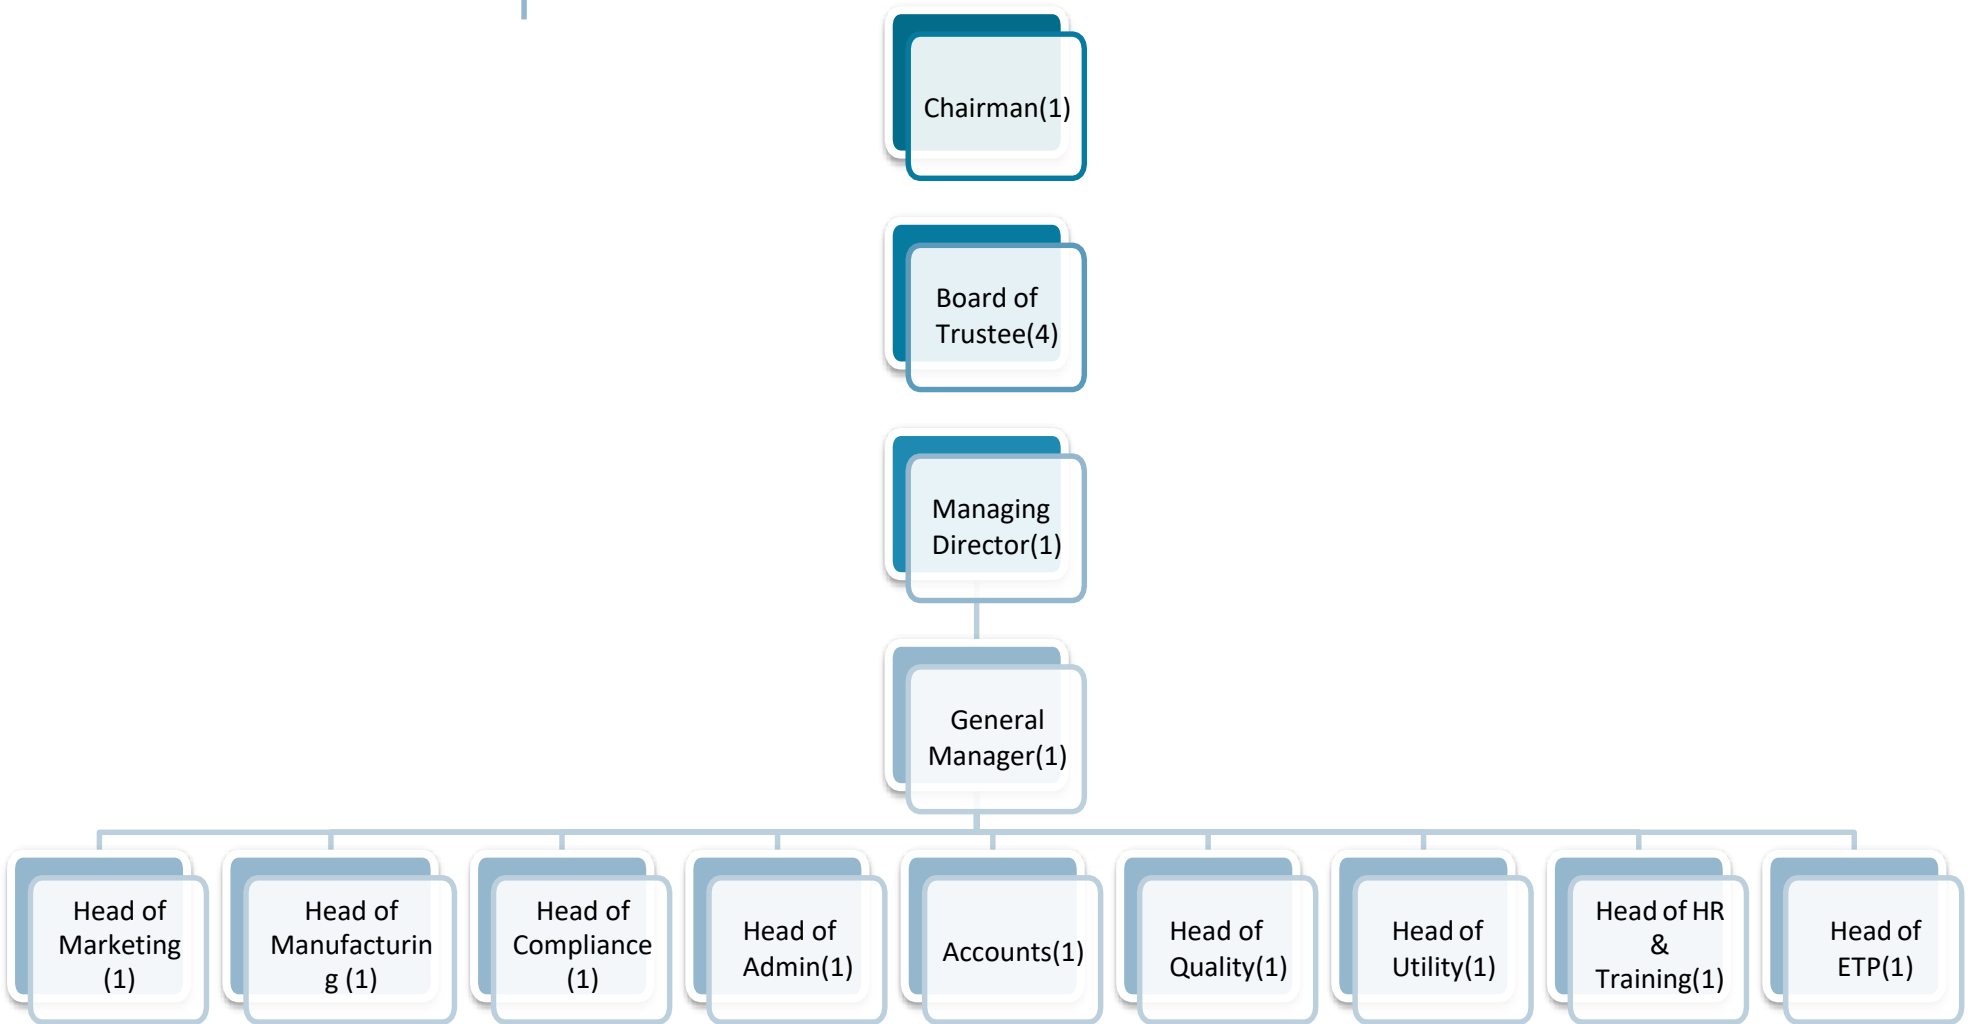 Chairman(1)
Board of
Trustee(4)
Managing
Director(1)
General
Manager(1)
Head of
Marketing
(1)
Head of
Manufacturin
g (1)
Head of
Compliance
(1)
Head of
Admin(1)
Accounts(1)
Head of
Quality(1)
Head of
Utility(1)
Head of HR
&
Training(1)
Head of
ETP(1)